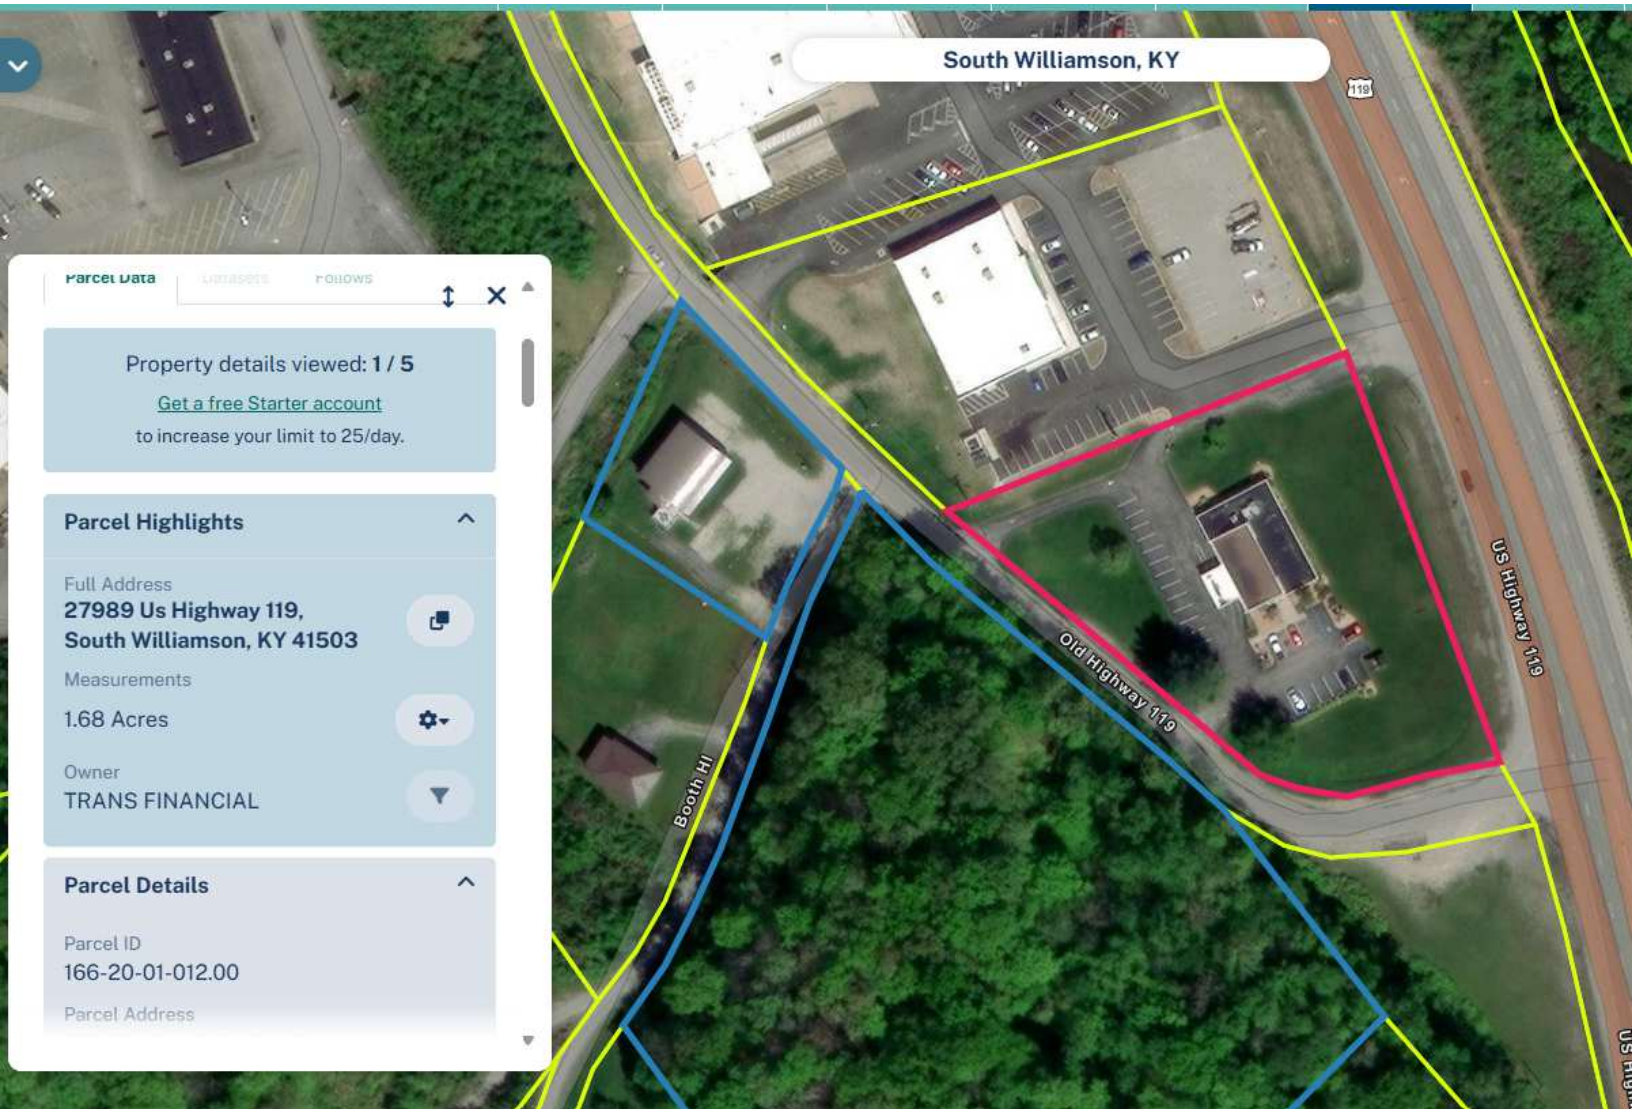 South Williamson, KY
119
Parcel Data
Datasets
Follows
Property details viewed: 1 / 5
Get a free Starter account
to increase your limit to 25/day.
Parcel Highlights
Full Address
27989 Us Highway 119,
South Williamson, KY 41503
Measurements
1.68 Acres
Owner
TRANS FINANCIAL
Parcel Details
Parcel ID
166-20-01-012.00
Parcel Address
US Highway 119
Old Highway 119
Booth Hl